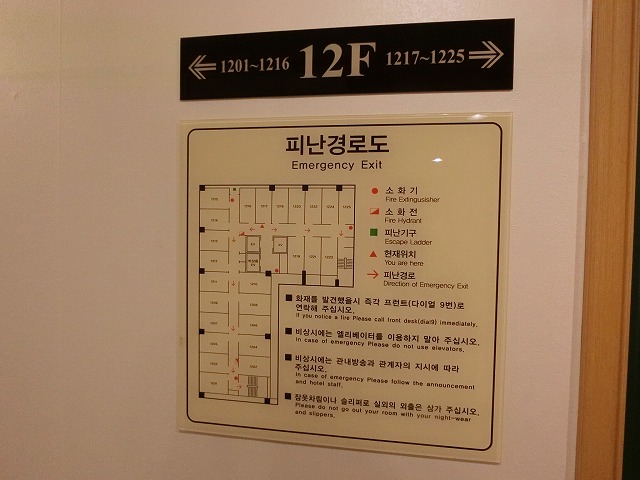 1201~1216 12F 1217~1225
피난경로도
Emergency Exit
소 화 기
Fire Extingusisher
소 화 전
Fire Hydrant
피난기구
Escape Ladder
현재위치
You are here
피난경로
Direction of Emergency Exit
화재를 발견했을시 즉각 프런트(다이얼 9번)로
연락해 주십시오.
If you notice a fire Please call front desk(dial9) immediately.
비상시에는 엘리베이터를 이용하지 말아 주십시오.
In case of emergency Please do not use elevators.
비상시에는 관내방송과 관계자의 지시에 따라
주십시오.
In case of emergency Please follow the announcement
and hotel staff.
잠옷차림이나 슬리퍼로 실외의 외출은 삼가 주십시오.
Please do not go out your room with your night-wear
and slippers.